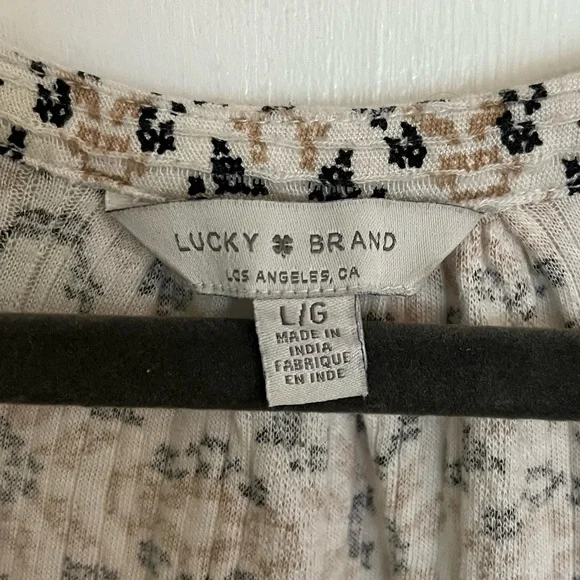 LUCKY BRAND
LOS ANGELES, CA
L/G
MADE IN
INDIA
FABRIQUE
EN INDE